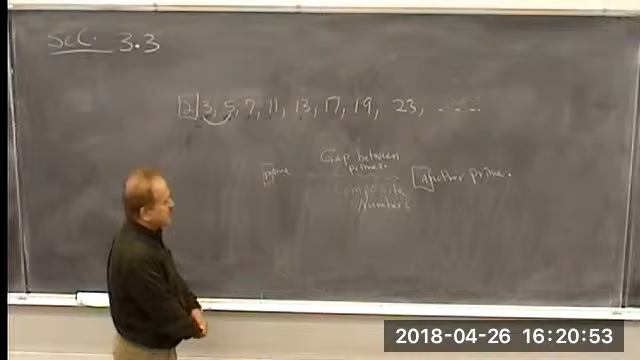 Sec. 3.3
2 3, 5, 7, 11, 13, 17, 19, 23, . . . .
Gap between
primes.
prime
another prime.
Composite
Numbers
2018-04-26 16:20:53